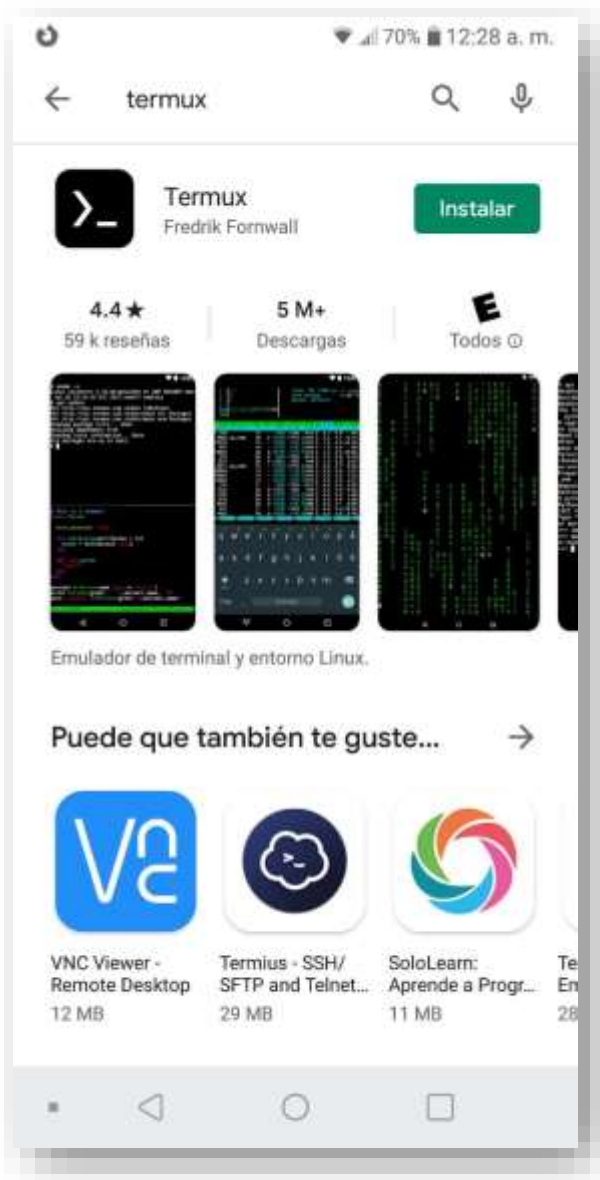 70% 12:28 a. m.
termux
Termux
Fredrik Fornwall
Instalar
4.4★
59 k reseñas
5 M+
Descargas
E
Todos
Emulador de terminal y entorno Linux.
Puede que también te guste...
VNC Viewer -
Remote Desktop
12 MB
Termius - SSH/
SFTP and Telnet...
29 MB
SoloLearn:
Aprende a Progr...
11 MB
Te
28